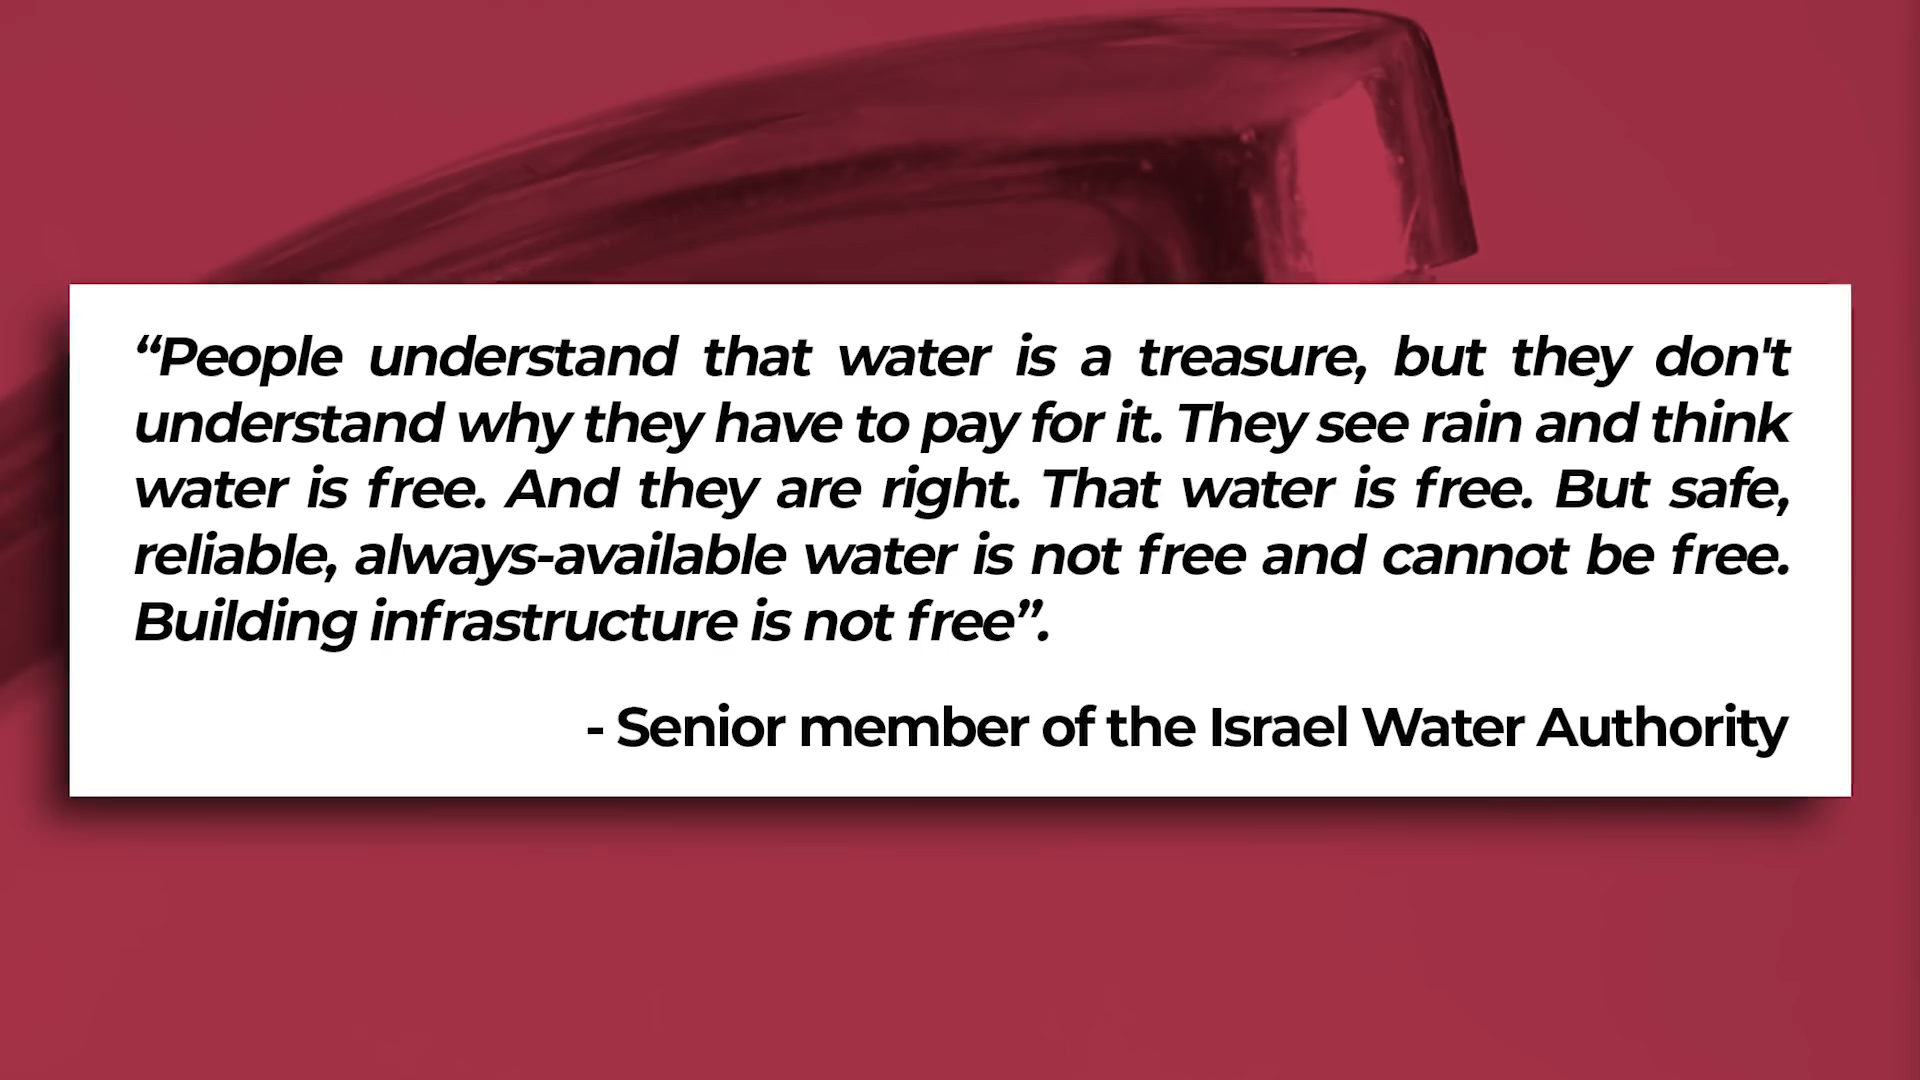 “People understand that water is a treasure, but they don't
understand why they have to pay for it. They see rain and think
water is free. And they are right. That water is free. But safe,
reliable, always-available water is not free and cannot be free.
Building infrastructure is not free”.
- Senior member of the Israel Water Authority